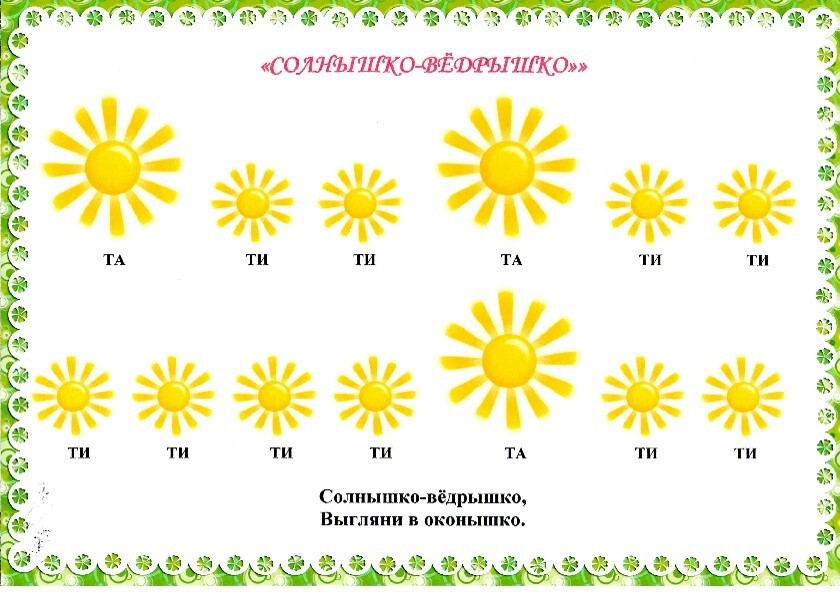 «СОЛНЫШКО-ВЁДРЫШКО»»
ТА ТИ ТИ ТА ТИ ТИ
ТИ ТИ ТИ ТИ ТА ТИ ТИ
Солнышко-вёдрышко,
Выгляни в оконышко.